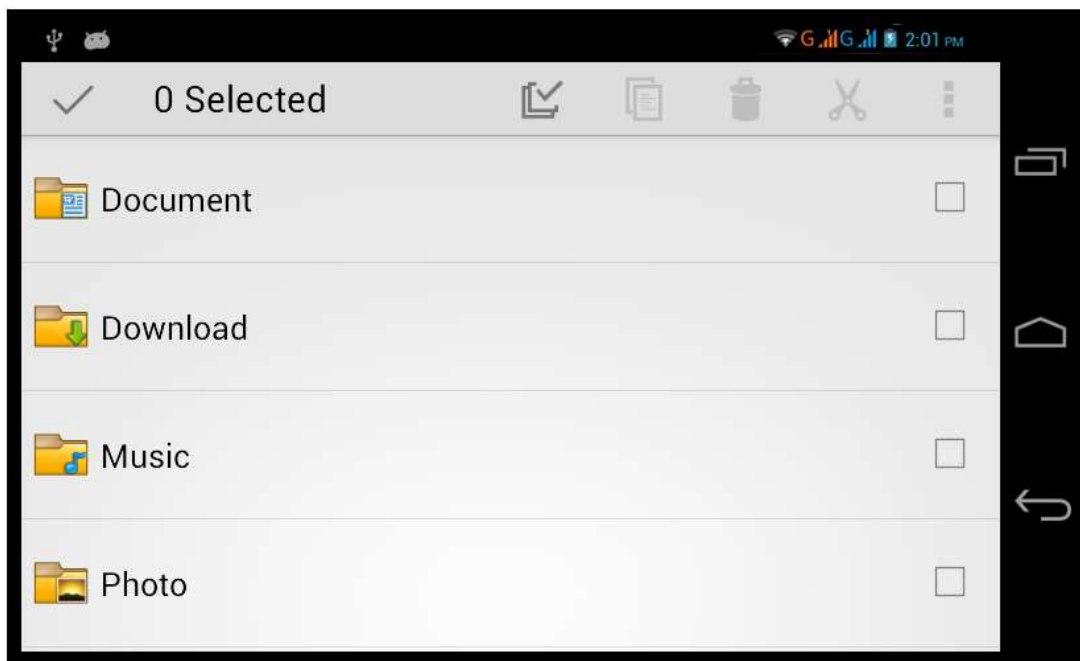 G G 2:01 PM
0 Selected
Document
Download
Music
Photo